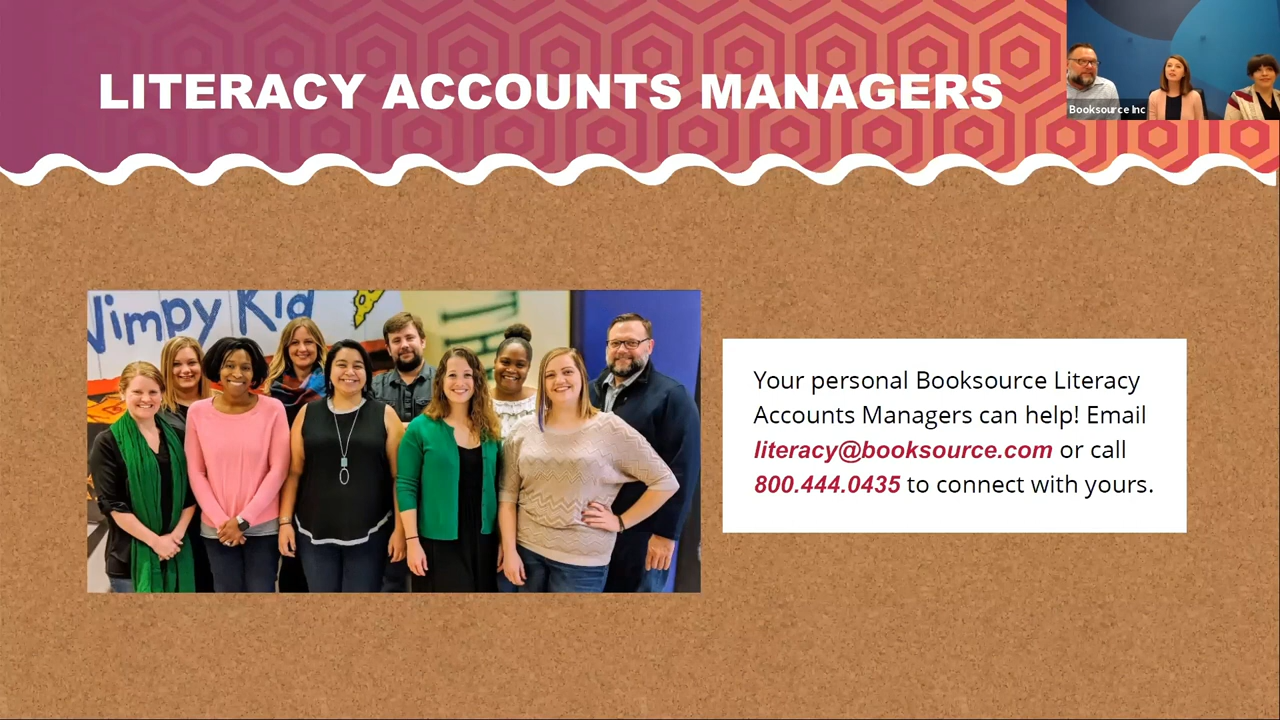 LITERACY ACCOUNTS MANAGERS
Booksource Inc
Wimpy Kid
Your personal Booksource Literacy
Accounts Managers can help! Email
literacy@booksource.com or call
800.444.0435 to connect with yours.